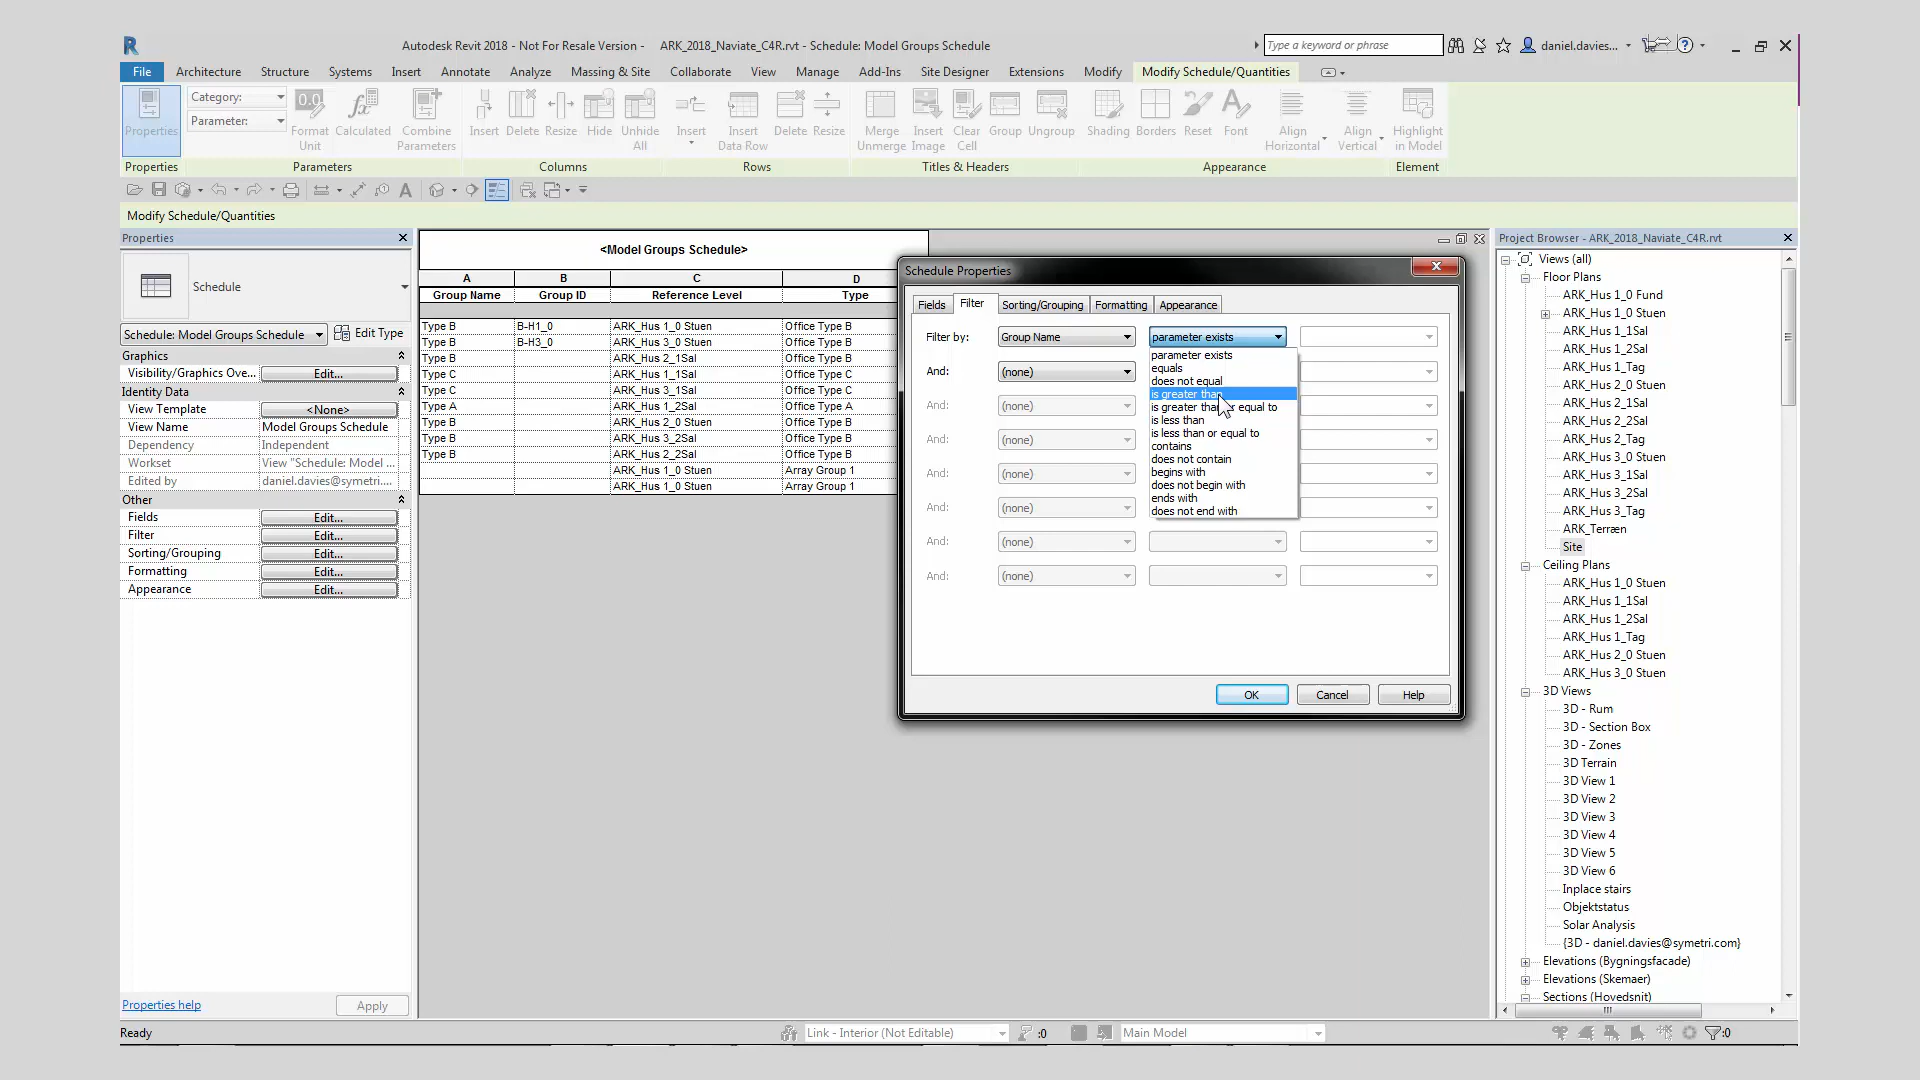 R
Autodesk Revit 2018 - Not For Resale Version - ARK_2018_Naviate_C4R.rvt - Schedule: Model Groups Schedule
Type a keyword or phrase
daniel.davies...
File Architecture Structure Systems Insert Annotate Analyze Massing & Site Collaborate View Manage Add-Ins Site Designer Extensions Modify Modify Schedule/Quantities
Category:
Parameter:
Properties
Format Unit
Calculated
Combine Parameters
Insert Delete Resize Hide Unhide All
Insert
Insert Data Row
Delete Resize
Merge Unmerge
Insert Image
Clear Cell
Group Ungroup
Shading Borders Reset Font
Align Horizontal
Align Vertical
Highlight in Model
Properties Parameters Columns Rows Titles & Headers Appearance Element
Modify Schedule/Quantities
Properties
Schedule
Schedule: Model Groups Schedule Edit Type
Graphics
Visibility/Graphics Ove... Edit...
Identity Data
View Template <None>
View Name Model Groups Schedule
Dependency Independent
Workset View "Schedule: Model ...
Edited by daniel.davies@symetri....
Other
Fields Edit...
Filter Edit...
Sorting/Grouping Edit...
Formatting Edit...
Appearance Edit...
Properties help Apply
<Model Groups Schedule>
A B C D
Group Name Group ID Reference Level Type
Type B B-H1_0 ARK_Hus 1_0 Stuen Office Type B
Type B B-H3_0 ARK_Hus 3_0 Stuen Office Type B
Type B ARK_Hus 2_1Sal Office Type B
Type C ARK_Hus 1_1Sal Office Type C
Type C ARK_Hus 3_1Sal Office Type C
Type A ARK_Hus 1_2Sal Office Type A
Type B ARK_Hus 2_0 Stuen Office Type B
Type B ARK_Hus 3_2Sal Office Type B
Type B ARK_Hus 2_2Sal Office Type B
ARK_Hus 1_0 Stuen Array Group 1
ARK_Hus 1_0 Stuen Array Group 1
Schedule Properties
Fields Filter Sorting/Grouping Formatting Appearance
Filter by: Group Name parameter exists
And: (none)
And: (none)
And: (none)
And: (none)
And: (none)
And: (none)
And: (none)
parameter exists
equals
does not equal
is greater than
is greater than or equal to
is less than
is less than or equal to
contains
does not contain
begins with
does not begin with
ends with
does not end with
OK Cancel Help
Project Browser - ARK_2018_Naviate_C4R.rvt
Views (all)
Floor Plans
ARK_Hus 1_0 Fund
ARK_Hus 1_0 Stuen
ARK_Hus 1_1Sal
ARK_Hus 1_2Sal
ARK_Hus 1_Tag
ARK_Hus 2_0 Stuen
ARK_Hus 2_1Sal
ARK_Hus 2_2Sal
ARK_Hus 2_Tag
ARK_Hus 3_0 Stuen
ARK_Hus 3_1Sal
ARK_Hus 3_2Sal
ARK_Hus 3_Tag
ARK_Terræn
Site
Ceiling Plans
ARK_Hus 1_0 Stuen
ARK_Hus 1_1Sal
ARK_Hus 1_2Sal
ARK_Hus 1_Tag
ARK_Hus 2_0 Stuen
ARK_Hus 3_0 Stuen
3D Views
3D - Rum
3D - Section Box
3D - Zones
3D Terrain
3D View 1
3D View 2
3D View 3
3D View 4
3D View 5
3D View 6
Inplace stairs
Objektstatus
Solar Analysis
{3D - daniel.davies@symetri.com}
Elevations (Bygningsfacade)
Elevations (Skemaer)
Sections (Hovedsnit)
Ready
Link - Interior (Not Editable) :0 Main Model :0